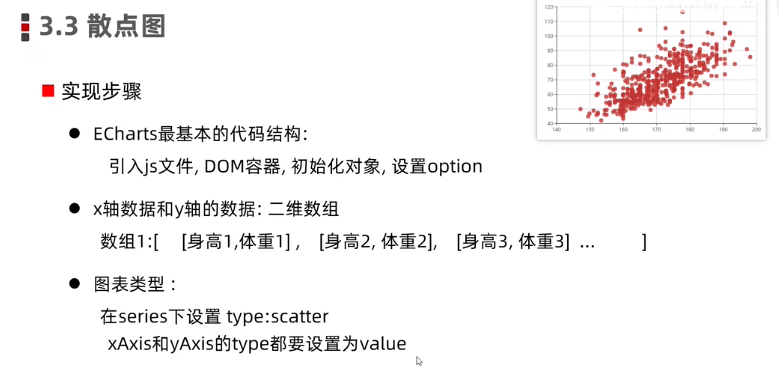 3.3 散点图
实现步骤
ECharts最基本的代码结构:
引入js文件, DOM容器, 初始化对象, 设置option
x轴数据和y轴的数据: 二维数组
数组1:[ [身高1,体重1] , [身高2, 体重2], [身高3, 体重3] ... ]
图表类型 :
在series下设置 type:scatter
xAxis和yAxis的type都要设置为value
120
110
100
90
80
70
60
50
40
140 150 160 170 180 190 200